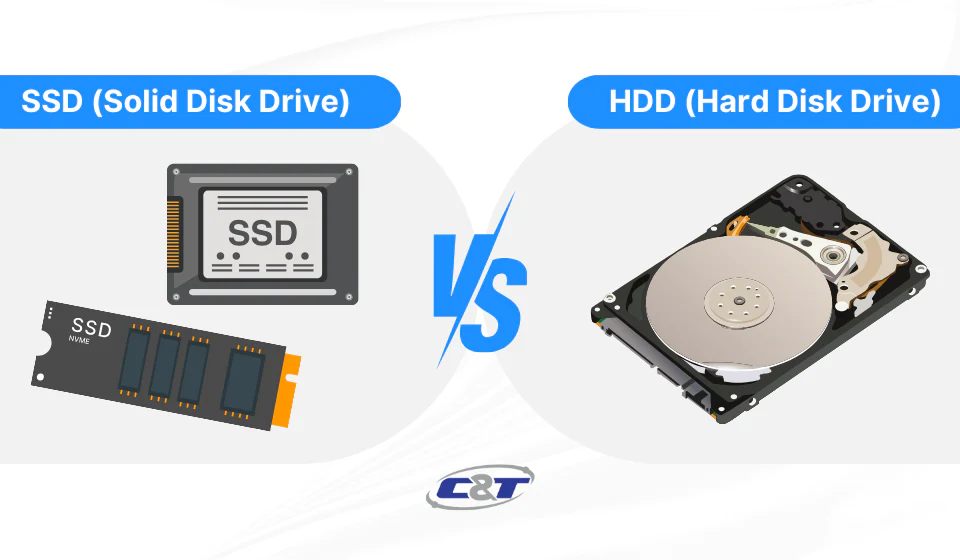 SSD (Solid Disk Drive)
HDD (Hard Disk Drive)
SSD
VS
SSD
NVME
C&T